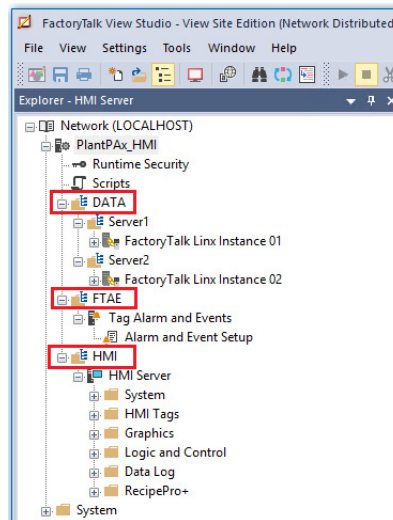 FactoryTalk View Studio - View Site Edition (Network Distributed
File View Settings Tools Window Help
Explorer - HMI Server
Network (LOCALHOST)
PlantPAx_HMI
Runtime Security
Scripts
DATA
Server1
FactoryTalk Linx Instance 01
Server2
FactoryTalk Linx Instance 02
FTAE
Tag Alarm and Events
Alarm and Event Setup
HMI
HMI Server
System
HMI Tags
Graphics
Logic and Control
Data Log
RecipePro+
System